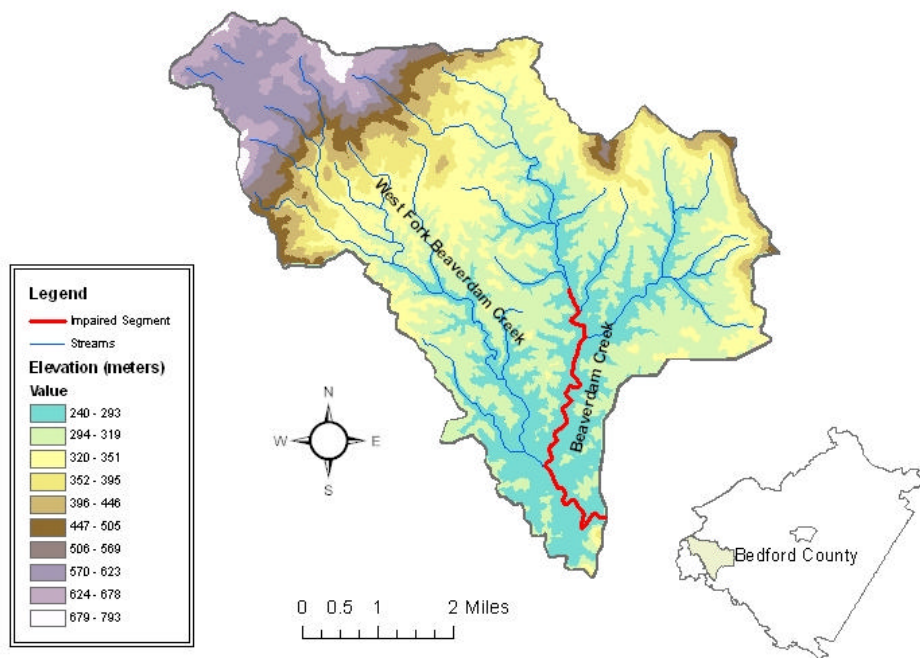 West Fork Beaverdam Creek
Beaverdam Creek
Legend
Impaired Segment
Streams
Elevation (meters)
Value
240 - 293
294 - 319
320 - 351
352 - 395
396 - 446
447 - 505
506 - 569
570 - 623
624 - 678
679 - 793
N
W E
S
Bedford County
0 0.5 1 2 Miles